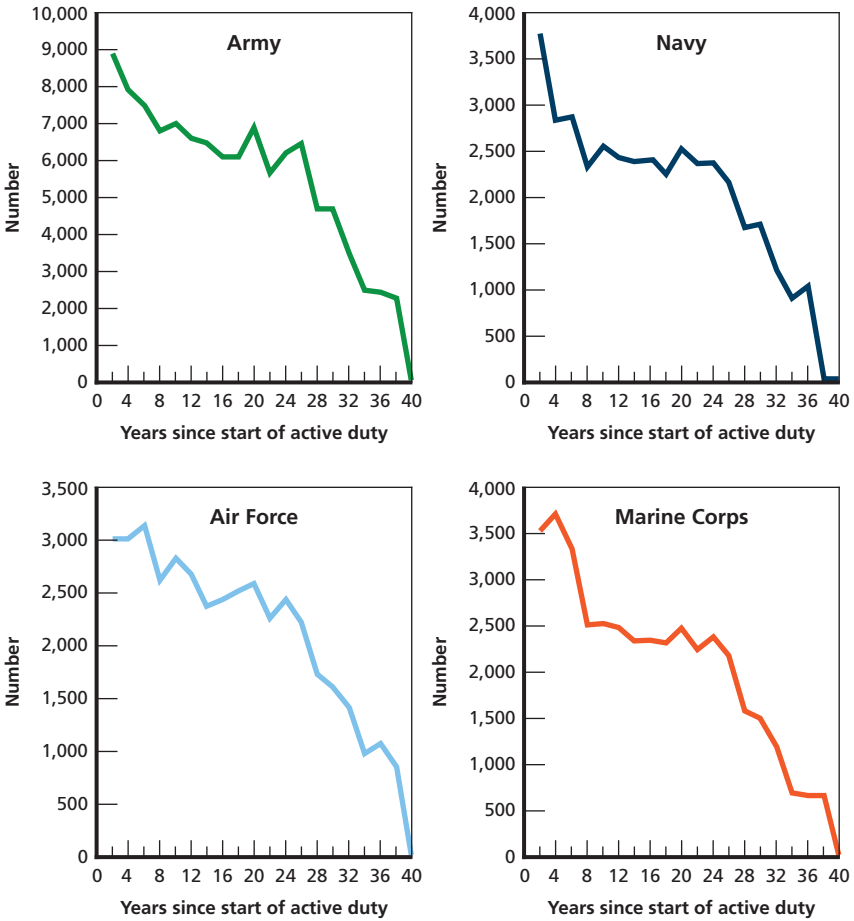 Army
10,000
9,000
8,000
7,000
6,000
5,000
4,000
3,000
2,000
1,000
0
Number
0 4 8 12 16 20 24 28 32 36 40
Years since start of active duty
Navy
4,000
3,500
3,000
2,500
2,000
1,500
1,000
500
0
Number
0 4 8 12 16 20 24 28 32 36 40
Years since start of active duty
Air Force
3,500
3,000
2,500
2,000
1,500
1,000
500
0
Number
0 4 8 12 16 20 24 28 32 36 40
Years since start of active duty
Marine Corps
4,000
3,500
3,000
2,500
2,000
1,500
1,000
500
0
Number
0 4 8 12 16 20 24 28 32 36 40
Years since start of active duty